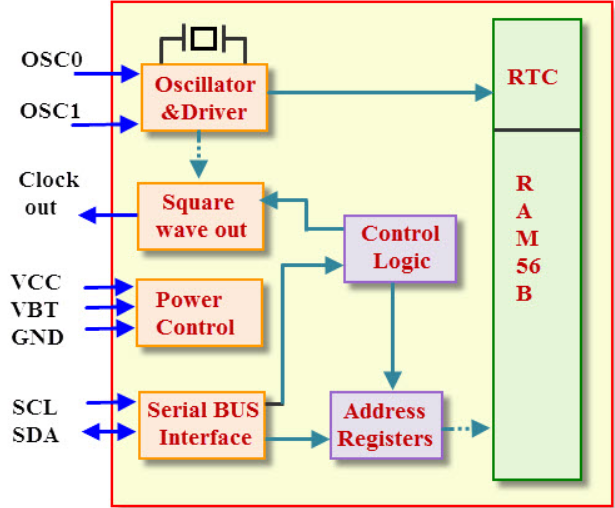 OSC0
OSC1
Clock
out
VCC
VBT
GND
SCL
SDA
Oscillator
&Driver
Square
wave out
Power
Control
Serial BUS
Interface
Control
Logic
Address
Registers
RTC
R
A
M
56
B